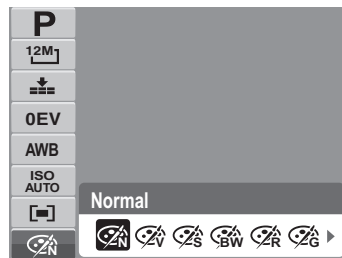 P
12M
0EV
AWB
ISO
AUTO
Normal
N N V S BW R G